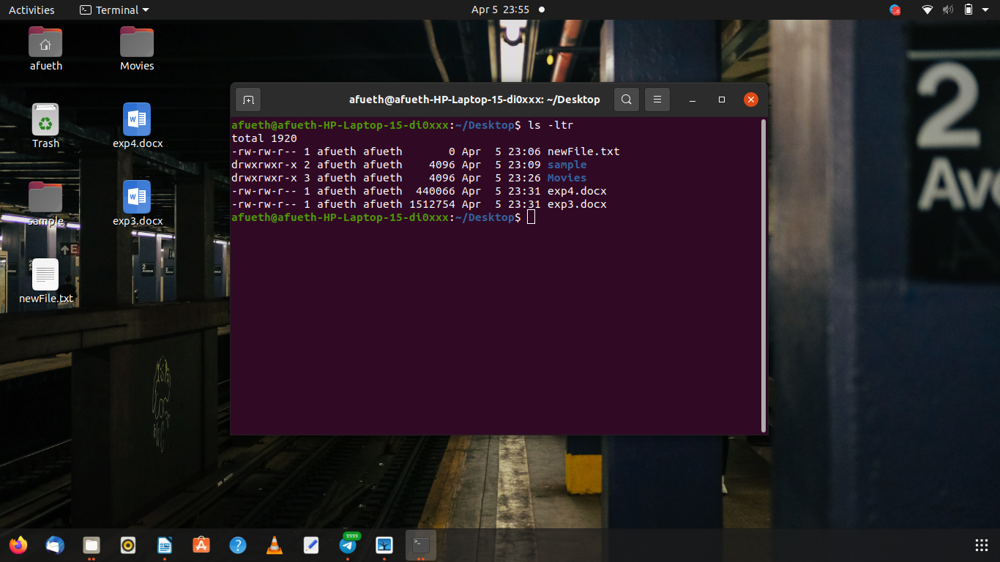 Activities
Terminal
Apr 5 23:55
afueth
Movies
Trash
exp4.docx
sample
exp3.docx
newFile.txt
afueth@afueth-HP-Laptop-15-di0xxx: ~/Desktop
afueth@afueth-HP-Laptop-15-di0xxx:~/Desktop$ ls -ltr
total 1920
-rw-rw-r-- 1 afueth afueth       0 Apr  5 23:06 newFile.txt
drwxrwxr-x 2 afueth afueth    4096 Apr  5 23:09 sample
drwxrwxr-x 3 afueth afueth    4096 Apr  5 23:26 Movies
-rw-rw-r-- 1 afueth afueth  440066 Apr  5 23:31 exp4.docx
-rw-rw-r-- 1 afueth afueth 1512754 Apr  5 23:31 exp3.docx
afueth@afueth-HP-Laptop-15-di0xxx:~/Desktop$
2
Ave
E
2
Avenue
9999